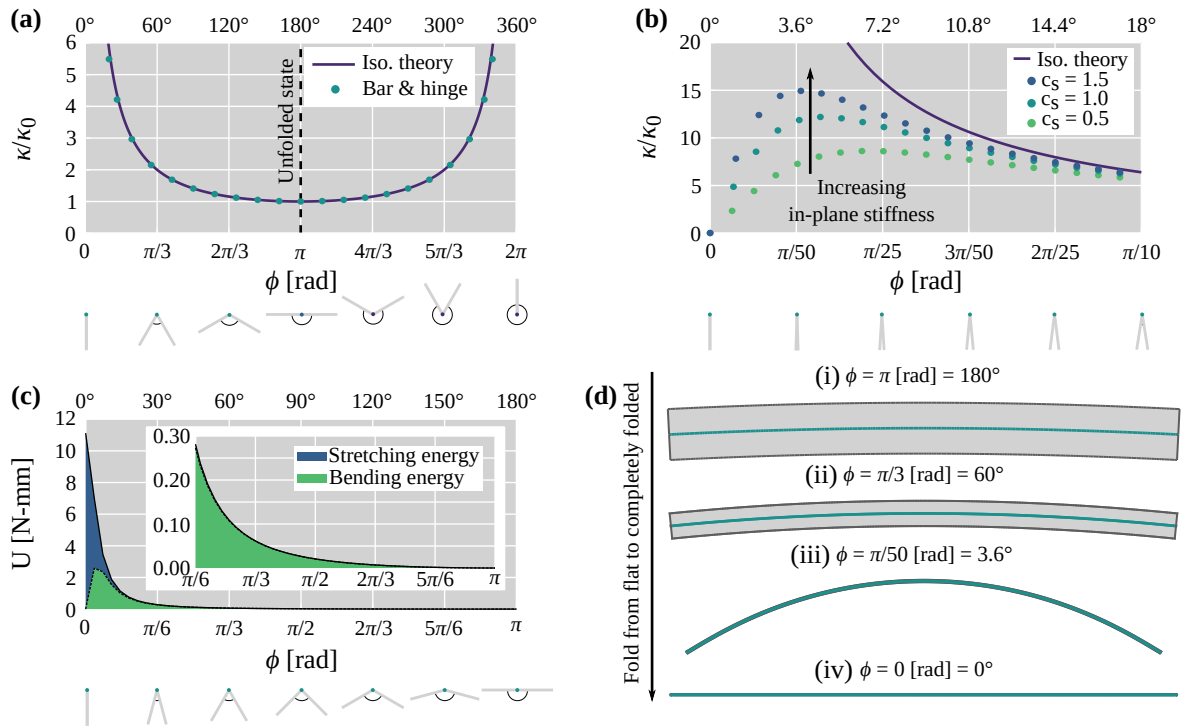 (a)
0° 60° 120° 180° 240° 300° 360°
6
5
4
3
2
1
0
κ/κ₀
Unfolded state
Iso. theory
Bar & hinge
0 π/3 2π/3 π 4π/3 5π/3 2π
ϕ [rad]
(b)
0° 3.6° 7.2° 10.8° 14.4° 18°
20
15
10
5
0
κ/κ₀
Iso. theory
cₛ = 1.5
cₛ = 1.0
cₛ = 0.5
Increasing
in-plane stiffness
0 π/50 π/25 3π/50 2π/25 π/10
ϕ [rad]
(c)
0° 30° 60° 90° 120° 150° 180°
12
10
8
6
4
2
0
U [N-mm]
0.30
0.20
0.10
0.00
Stretching energy
Bending energy
π/6 π/3 π/2 2π/3 5π/6 π
0 π/6 π/3 π/2 2π/3 5π/6 π
ϕ [rad]
(d)
Fold from flat to completely folded
(i) ϕ = π [rad] = 180°
(ii) ϕ = π/3 [rad] = 60°
(iii) ϕ = π/50 [rad] = 3.6°
(iv) ϕ = 0 [rad] = 0°